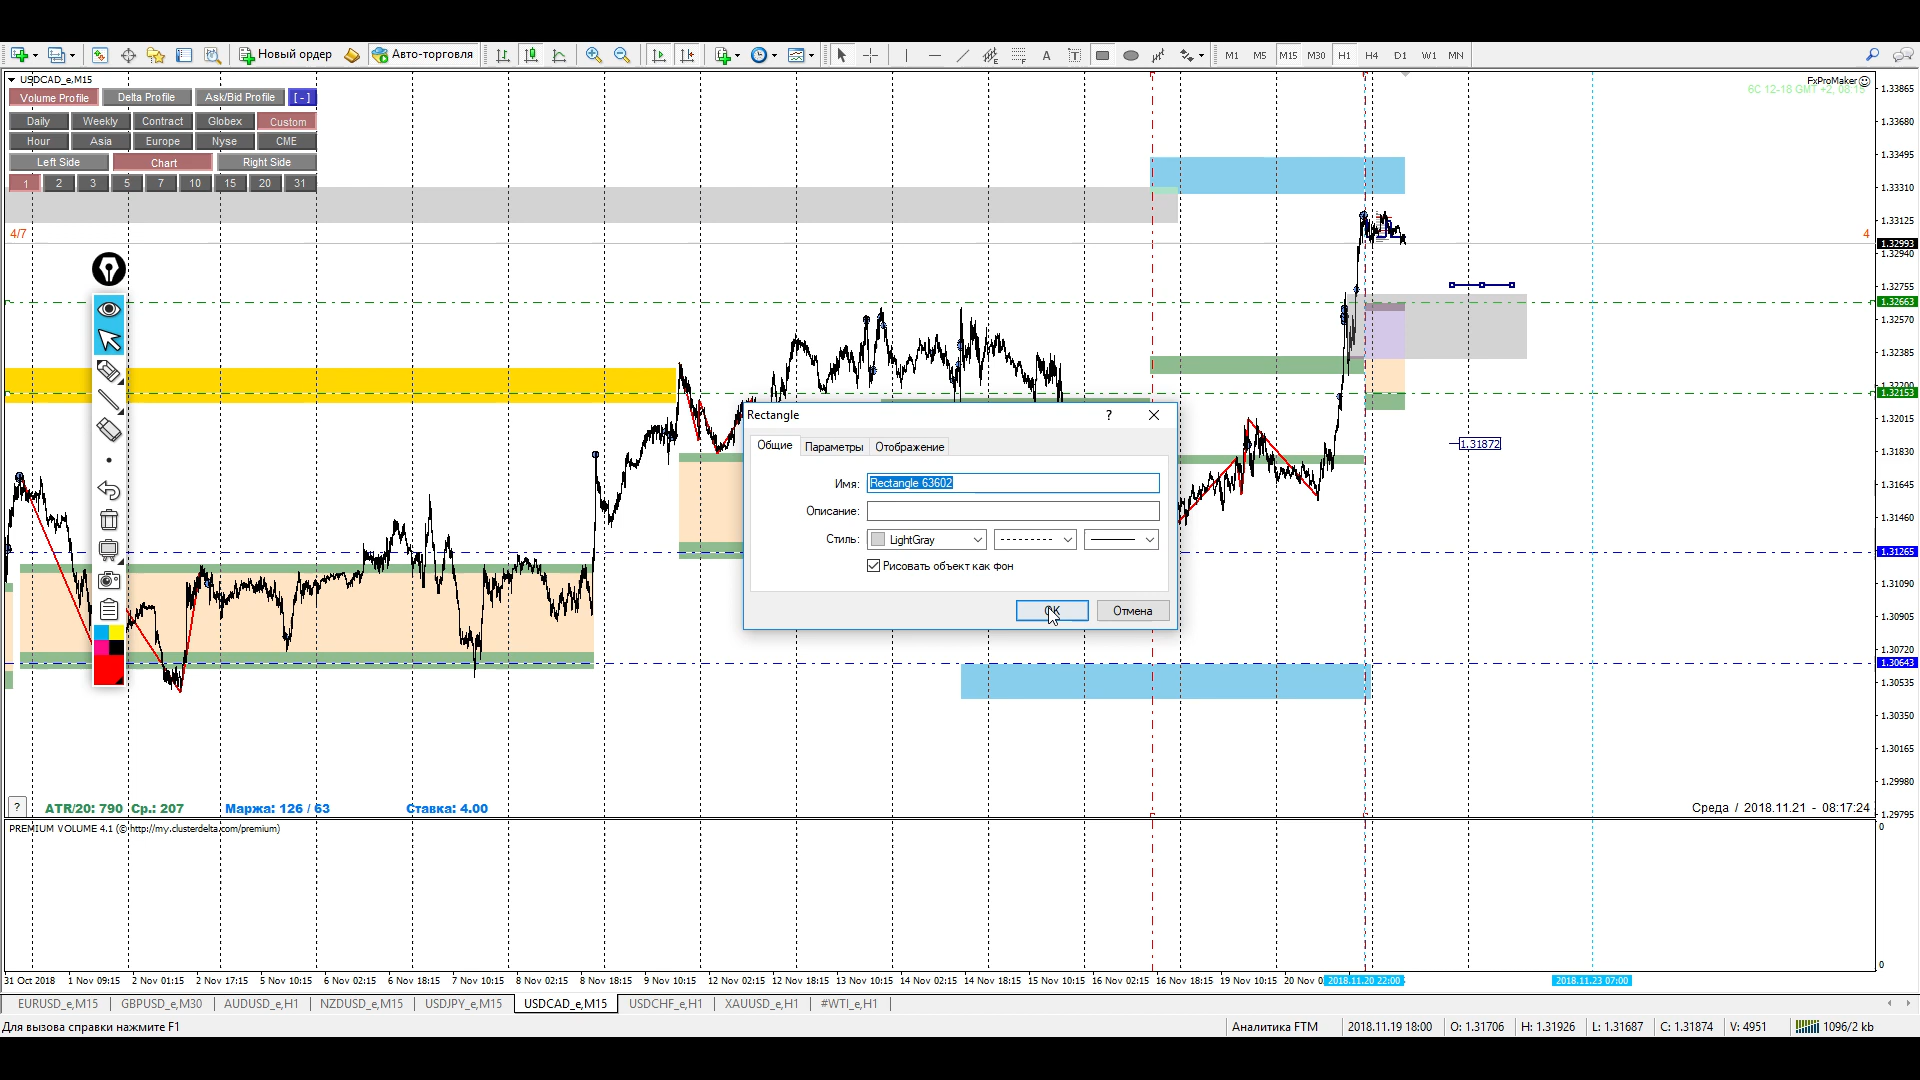 Новый ордер Авто-торговля A T M1 M5 M15 M30 H1 H4 D1 W1 MN
USDCAD_e,M15
FxProMaker
6C 12-18 GMT +2, 08:15
Volume Profile Delta Profile Ask/Bid Profile [ - ]
Daily Weekly Contract Globex Custom
Hour Asia Europe Nyse CME
Left Side Chart Right Side
1 2 3 5 7 10 15 20 31
4/7
4
1.33865
1.33680
1.33495
1.33310
1.33125
1.32993
1.32940
1.32755
1.32663
1.32570
1.32385
1.32200
1.32153
1.32015
1.31830
1.31645
1.31460
1.31265
1.31090
1.30905
1.30720
1.30643
1.30535
1.30350
1.30165
1.29980
1.29795
1.31872
Rectangle ?
Общие Параметры Отображение
Имя: Rectangle 63602
Описание:
Стиль: LightGray
Рисовать объект как фон
OK Отмена
? ATR/20: 790 Ср.: 207 Маржа: 126 / 63 Ставка: 4.00
Среда / 2018.11.21 - 08:17:24
PREMIUM VOLUME 4.1 (© http://my.clusterdelta.com/premium)
0
0
31 Oct 2018 1 Nov 09:15 2 Nov 01:15 2 Nov 17:15 5 Nov 10:15 6 Nov 02:15 6 Nov 18:15 7 Nov 10:15 8 Nov 02:15 8 Nov 18:15 9 Nov 10:15 12 Nov 02:15 12 Nov 18:15 13 Nov 10:15 14 Nov 02:15 14 Nov 18:15 15 Nov 10:15 16 Nov 02:15 16 Nov 18:15 19 Nov 10:15 20 Nov 0 2018.11.20 22:00 2018.11.23 07:00
EURUSD_e,M15 GBPUSD_e,M30 AUDUSD_e,H1 NZDUSD_e,M15 USDJPY_e,M15 USDCAD_e,M15 USDCHF_e,H1 XAUUSD_e,H1 #WTI_e,H1
Для вызова справки нажмите F1 Аналитика FTM 2018.11.19 18:00 O: 1.31706 H: 1.31926 L: 1.31687 C: 1.31874 V: 4951 1096/2 kb